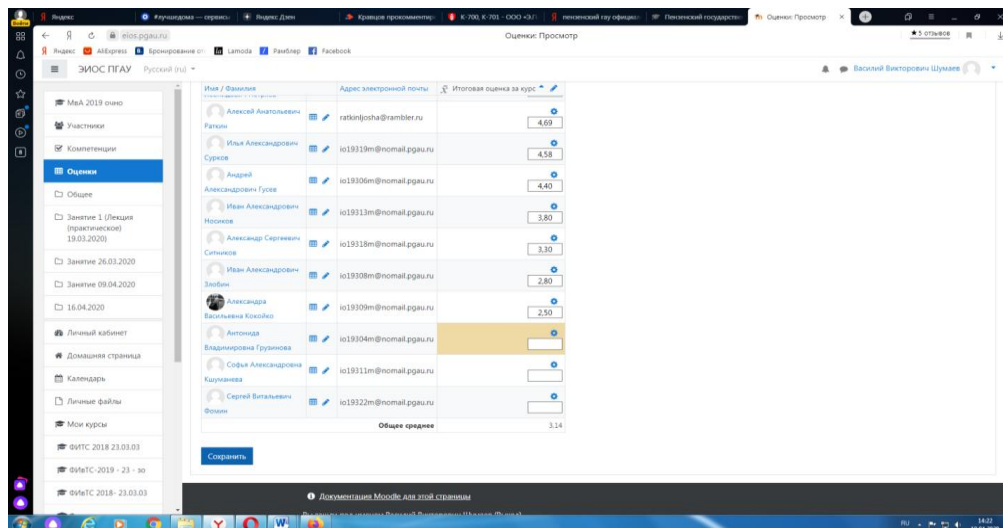 Войти
Яндекс
#лучшедома — сервисы
Яндекс Дзен
Кравцов прокомментир
К-700, К-701 - ООО «ЗЛ
пензенский гау официал
Пензенский государстве
Оценки: Просмотр
eios.pgau.ru
Оценки: Просмотр
★ 5 отзывов
Яндекс AliExpress Бронирование от Lamoda Рамблер Facebook
ЭИОС ПГАУ Русский (ru)
Василий Викторович Шумаев
МвА 2019 очно
Участники
Компетенции
Оценки
Общее
Занятие 1 (Лекция
(практическое)
19.03.2020)
Занятие 26.03.2020
Занятие 09.04.2020
16.04.2020
Личный кабинет
Домашняя страница
Календарь
Личные файлы
Мои курсы
ФИТС 2018 23.03.03
ФИвТС-2019 - 23 - зо
ФИвТС 2018- 23.03.03
Имя / Фамилия Адрес электронной почты Итоговая оценка за курс
Алексей Анатольевич
Раткин ratkinljosha@rambler.ru 4,69
Илья Александрович
Сурков io19319m@nomail.pgau.ru 4,58
Андрей
Александрович Гусев io19306m@nomail.pgau.ru 4,40
Иван Александрович
Носиков io19313m@nomail.pgau.ru 3,80
Александр Сергеевич
Ситников io19318m@nomail.pgau.ru 3,30
Иван Александрович
Злобин io19308m@nomail.pgau.ru 2,80
Александра
Васильевна Кокойко io19309m@nomail.pgau.ru 2,50
Антонида
Владимировна Грузинова io19304m@nomail.pgau.ru
Софья Александровна
Кшуманева io19311m@nomail.pgau.ru
Сергей Витальевич
Фомин io19322m@nomail.pgau.ru
Общее среднее 3,14
Сохранить
Документация Moodle для этой страницы
RU
14:22